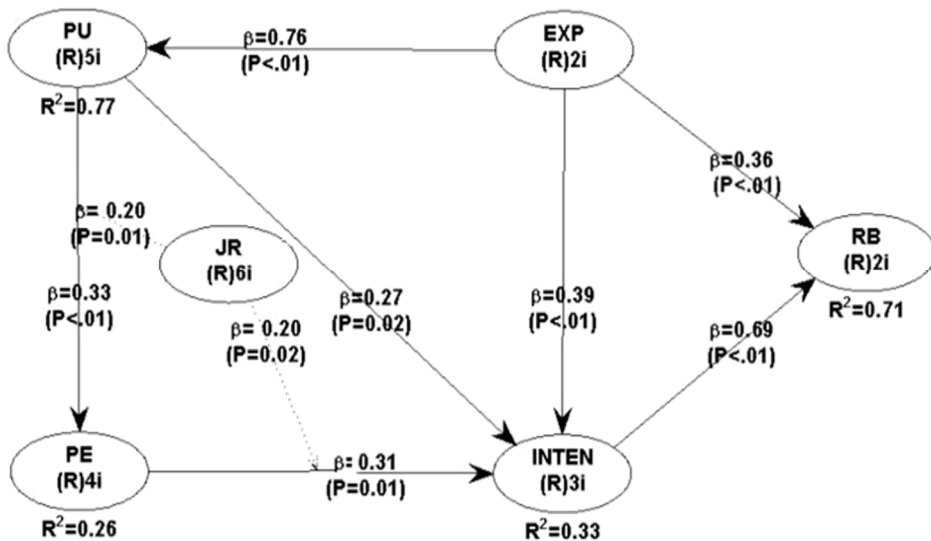 PU
(R)5i
R²=0.77
β=0.76
(P<.01)
EXP
(R)2i
β=0.36
(P<.01)
β= 0.20
(P=0.01)
JR
(R)6i
RB
(R)2i
R²=0.71
β=0.33
(P<.01)
β= 0.20
(P=0.02)
β=0.27
(P=0.02)
β=0.39
(P<.01)
β=0.69
(P<.01)
PE
(R)4i
R²=0.26
β= 0.31
(P=0.01)
INTEN
(R)3i
R²=0.33